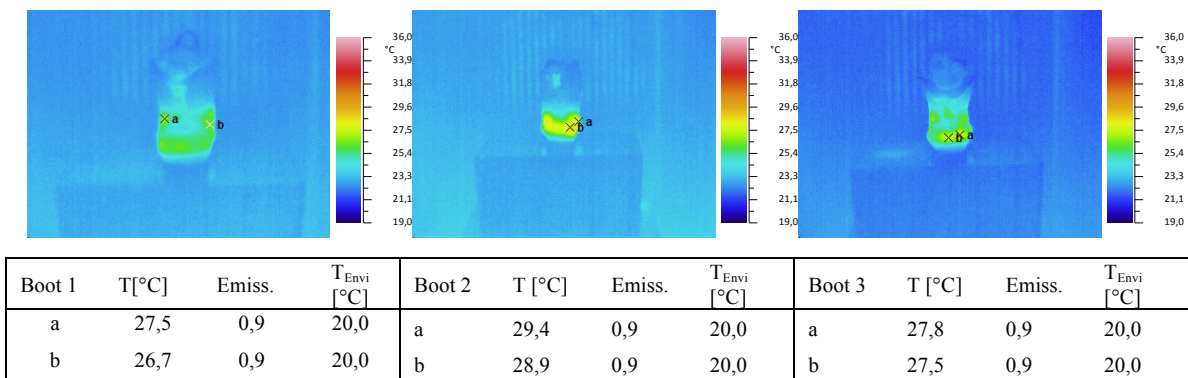 36,0
°C
33,9
31,8
29,6
27,5
25,4
23,3
21,1
19,0
a
b
36,0
°C
33,9
31,8
29,6
27,5
25,4
23,3
21,1
19,0
a
b
36,0
°C
33,9
31,8
29,6
27,5
25,4
23,3
21,1
19,0
a
b
Boot 1 T[°C] Emiss. TEnvi [°C]
a 27,5 0,9 20,0
b 26,7 0,9 20,0
Boot 2 T [°C] Emiss. TEnvi [°C]
a 29,4 0,9 20,0
b 28,9 0,9 20,0
Boot 3 T [°C] Emiss. TEnvi [°C]
a 27,8 0,9 20,0
b 27,5 0,9 20,0